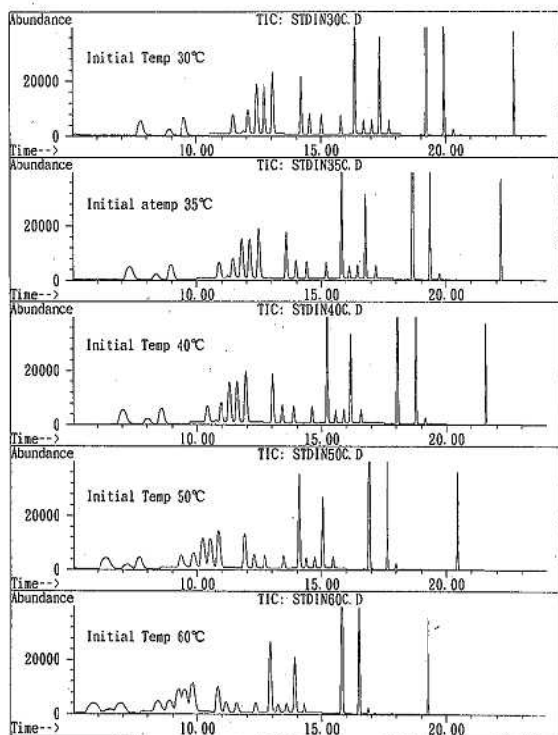 Abundance TIC: STDIN30C.D
Initial Temp 30℃
20000
0
Time--> 10.00 15.00 20.00
Abundance TIC: STDIN35C.D
Initial atemp 35℃
20000
0
Time--> 10.00 15.00 20.00
Abundance TIC: STDIN40C.D
Initial Temp 40℃
20000
0
Time--> 10.00 15.00 20.00
Abundance TIC: STDIN50C.D
Initial Temp 50℃
20000
0
Time--> 10.00 15.00 20.00
Abundance TIC: STDIN60C.D
Initial Temp 60℃
20000
0
Time--> 10.00 15.00 20.00